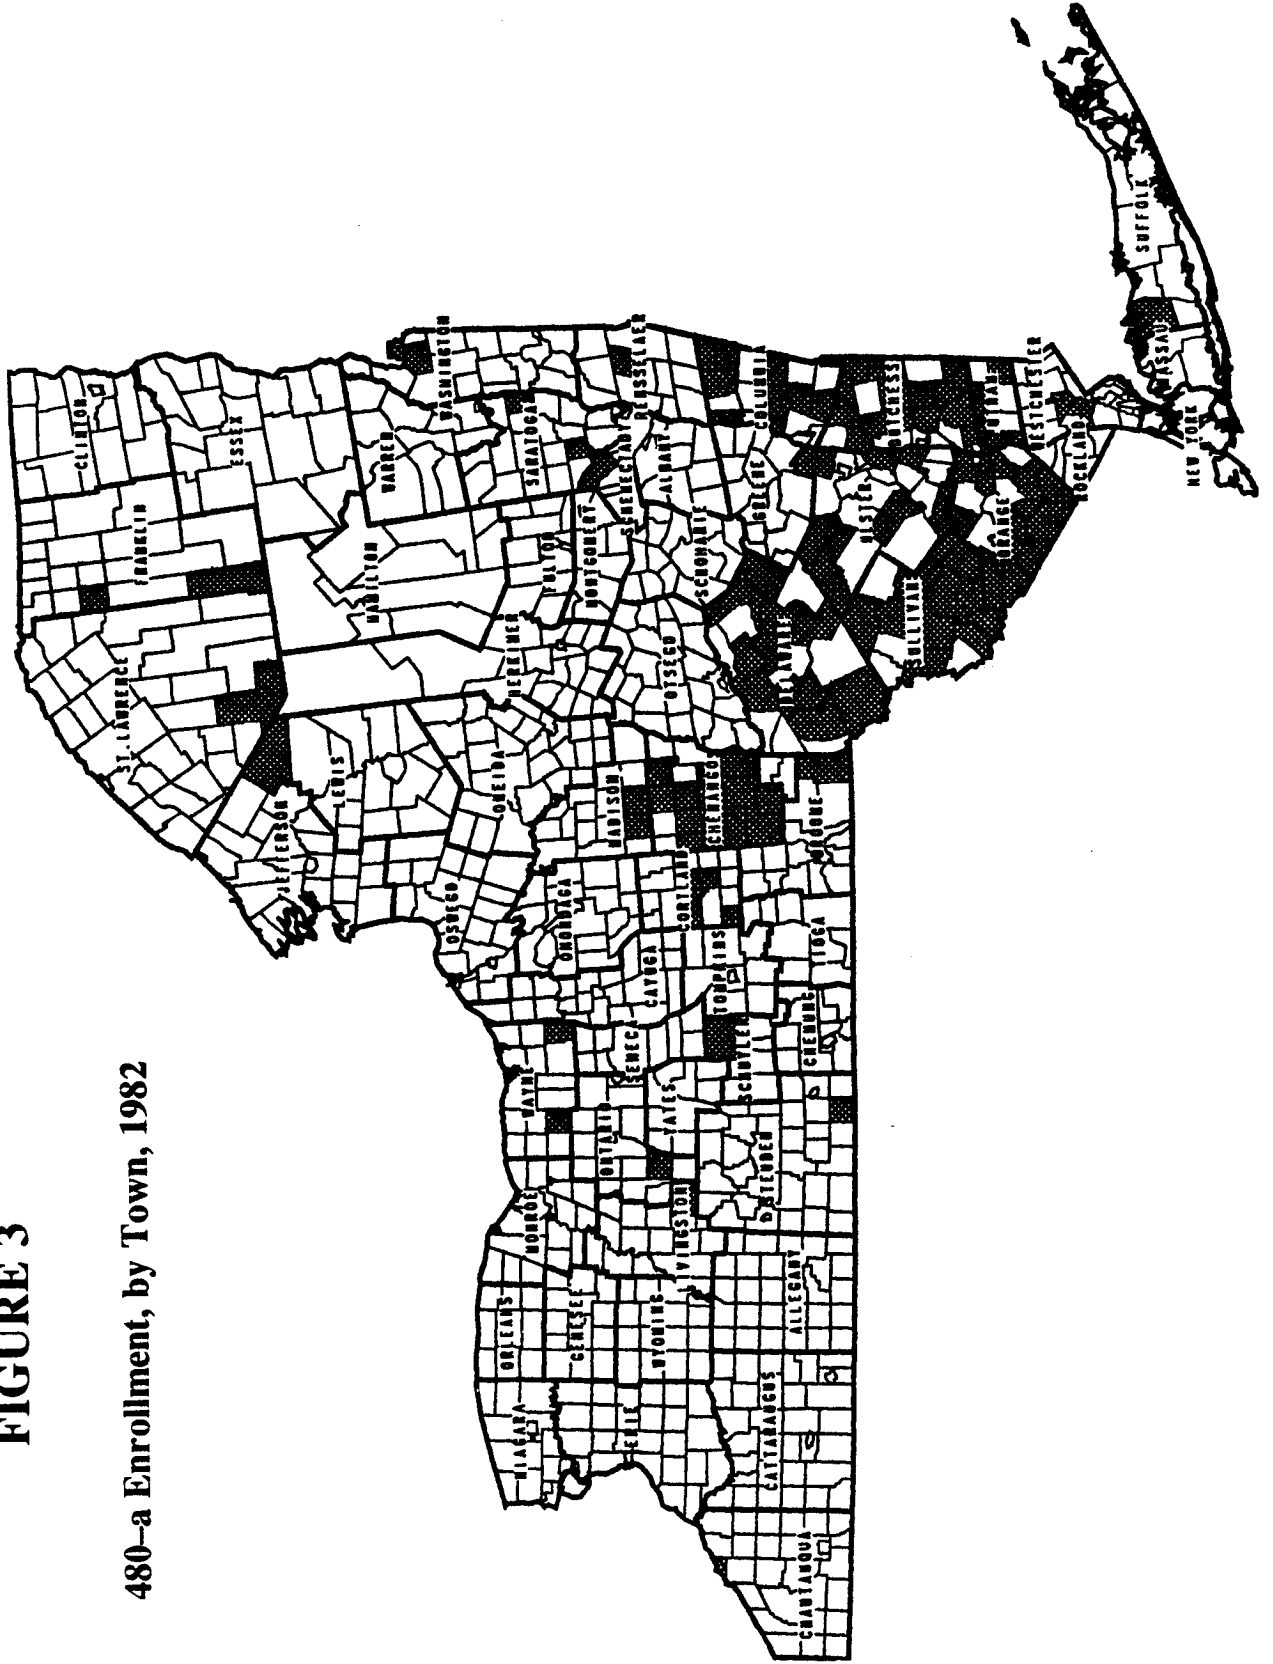 FIGURE 3
480-a Enrollment, by Town, 1982
CLINTON
FRANKLIN
ST. LAWRENCE
ESSEX
JEFFERSON
LEWIS
HAMILTON
WARREN
WASHINGTON
OSWEGO
ONEIDA
HERKIMER
FULTON
SARATOGA
NIAGARA
ORLEANS
MONROE
WAYNE
ONONDAGA
MADISON
MONTGOMERY
SCHENECTADY
RENSSELAER
ERIE
GENESEE
ONTARIO
SENECA
CAYUGA
OTSEGO
SCHOHARIE
ALBANY
WYOMING
LIVINGSTON
YATES
TOMPKINS
CORTLAND
CHENANGO
GREENE
COLUMBIA
CHAUTAUQUA
CATTARAUGUS
ALLEGANY
SCHUYLER
CHEMUNG
TIOGA
DELAWARE
ULSTER
DUTCHESS
SULLIVAN
ORANGE
PUTNAM
ROCKLAND
WESTCHESTER
NEW YORK
NASSAU
SUFFOLK